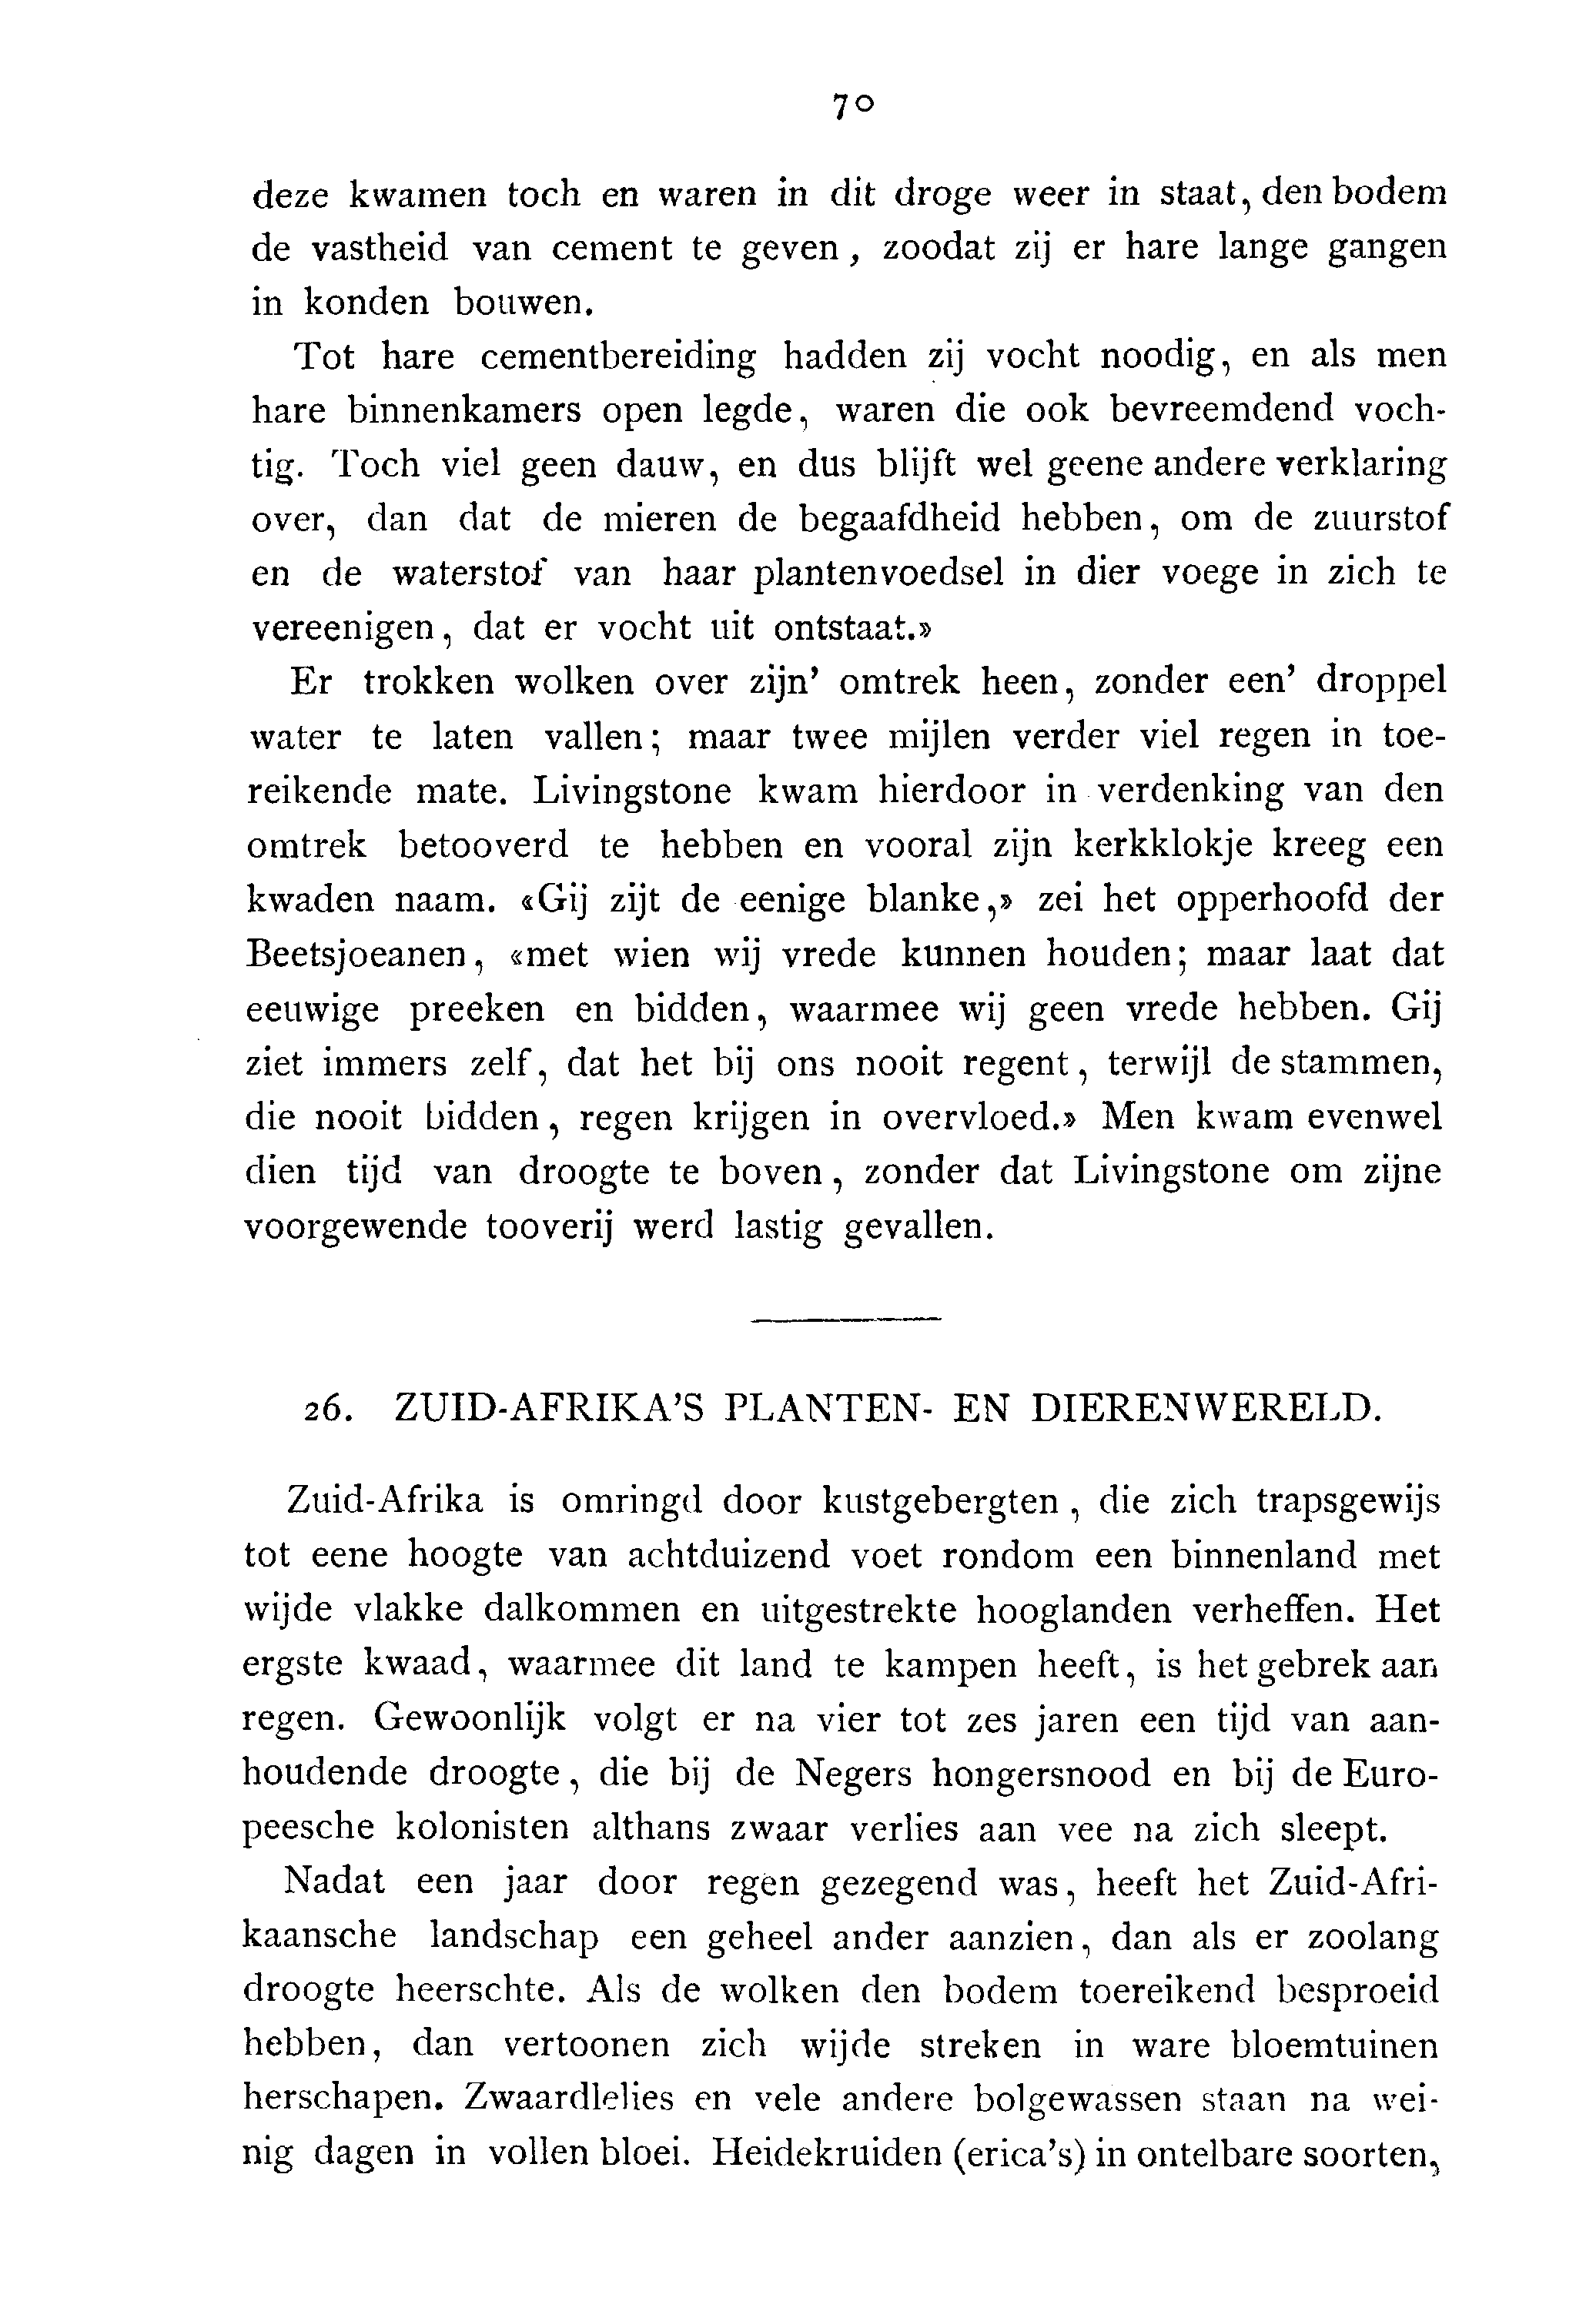 70
deze kwamen toch en waren in dit droge weer in staat, den bodem
de vastheid van cement te geven, zoodat zij er hare lange gangen
in konden bouwen.
Tot hare cementbereiding hadden zij vocht noodig, en als men
hare binnenkamers open legde, waren die ook bevreemdend voch-
tig. Toch viel geen dauw, en dus blijft wel geene andere verklaring
over, dan dat de mieren de begaafdheid hebben, om de zuurstof
en de waterstof van haar plantenvoedsel in dier voege in zich te
vereenigen, dat er vocht uit ontstaat.»
Er trokken wolken over zijn' omtrek heen, zonder een' droppel
water te laten vallen; maar twee mijlen verder viel regen in toe-
reikende mate. Livingstone kwam hierdoor in verdenking van den
omtrek betooverd te hebben en vooral zijn kerkklokje kreeg een
kwaden naam. «Gij zijt de eenige blanke,» zei het opperhoofd der
Beetsjoeanen, «met wien wij vrede kunnen houden; maar laat dat
eeuwige preeken en bidden, waarmee wij geen vrede hebben. Gij
ziet immers zelf, dat het bij ons nooit regent, terwijl de stammen,
die nooit bidden, regen krijgen in overvloed.» Men kwam evenwel
dien tijd van droogte te boven, zonder dat Livingstone om zijne
voorgewende tooverij werd lastig gevallen.
26. ZUID-AFRIKA'S PLANTEN- EN DIERENWERELD.
Zuid-Afrika is omringd door kustgebergten, die zich trapsgewijs
tot eene hoogte van achtduizend voet rondom een binnenland met
wijde vlakke dalkommen en uitgestrekte hooglanden verheffen. Het
ergste kwaad, waarmee dit land te kampen heeft, is het gebrek aan
regen. Gewoonlijk volgt er na vier tot zes jaren een tijd van aan-
houdende droogte, die bij de Negers hongersnood en bij de Euro-
peesche kolonisten althans zwaar verlies aan vee na zich sleept.
Nadat een jaar door regen gezegend was, heeft het Zuid-Afri-
kaansche landschap een geheel ander aanzien, dan als er zoolang
droogte heerschte. Als de wolken den bodem toereikend besproeid
hebben, dan vertoonen zich wijde streken in ware bloemtuinen
herschapen. Zwaardlelies en vele andere bolgewassen staan na wei-
nig dagen in vollen bloei. Heidekruiden (erica's) in ontelbare soorten,